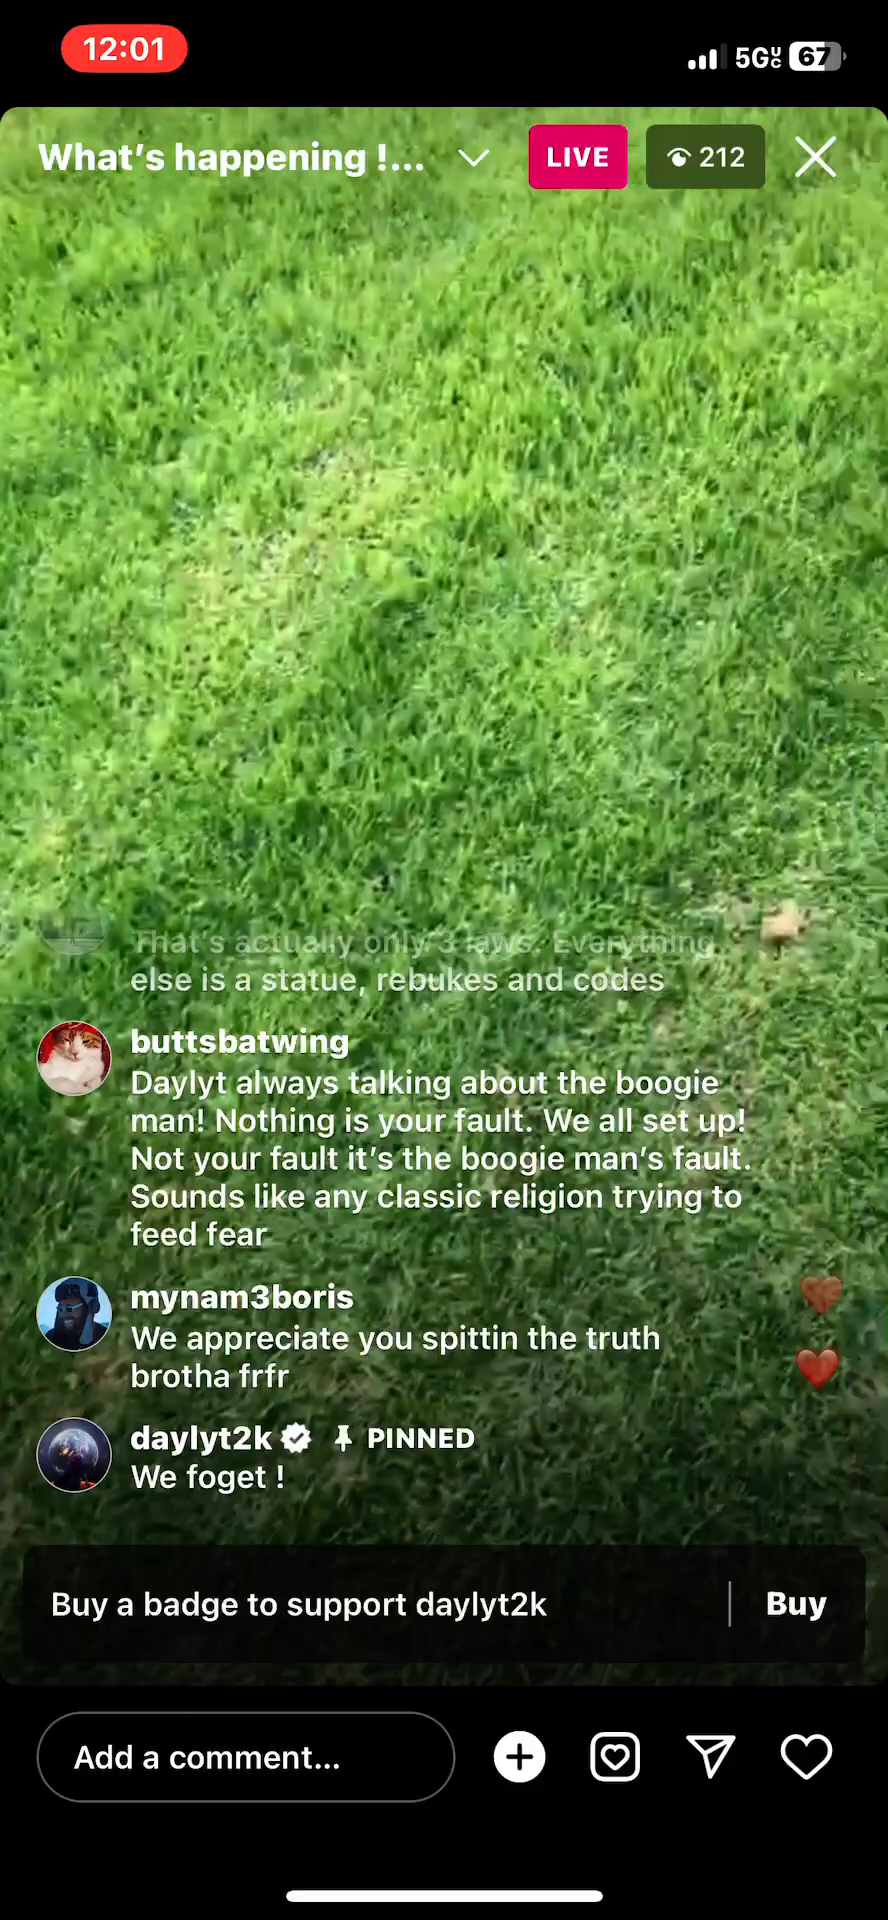 12:01
5GUC
67
What's happening !...
LIVE
212
That's actually only 3 laws. Everything
else is a statue, rebukes and codes
buttsbatwing
Daylyt always talking about the boogie
man! Nothing is your fault. We all set up!
Not your fault it's the boogie man's fault.
Sounds like any classic religion trying to
feed fear
mynam3boris
We appreciate you spittin the truth
brotha frfr
daylyt2k PINNED
We foget !
Buy a badge to support daylyt2k
Buy
Add a comment...